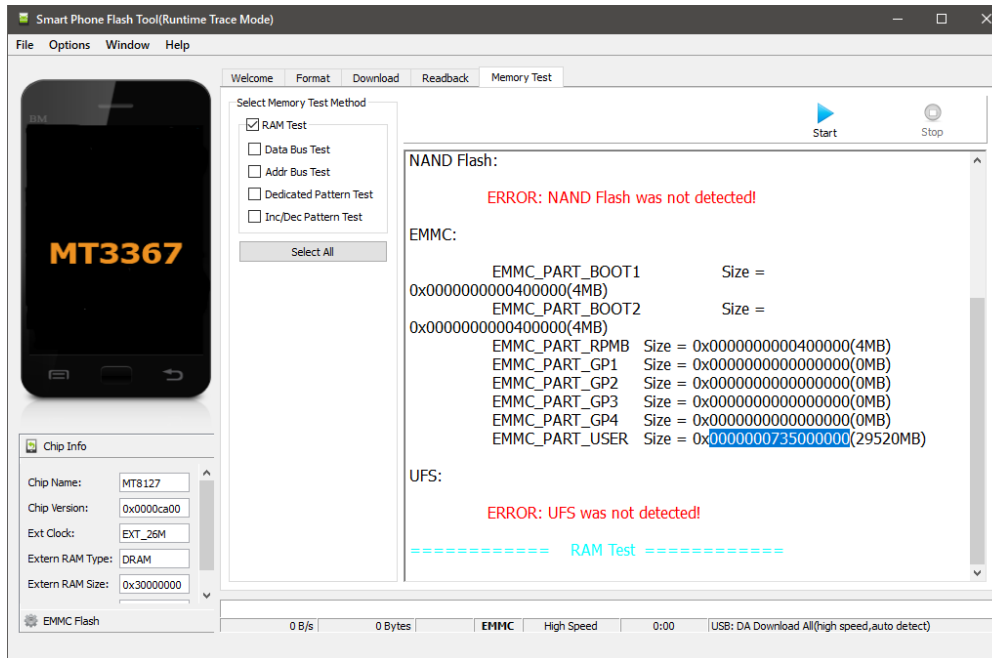 Smart Phone Flash Tool(Runtime Trace Mode)
File Options Window Help
Welcome Format Download Readback Memory Test
BM
MT3367
Select Memory Test Method
RAM Test
Data Bus Test
Addr Bus Test
Dedicated Pattern Test
Inc/Dec Pattern Test
Select All
Start Stop
NAND Flash:
ERROR: NAND Flash was not detected!
EMMC:
EMMC_PART_BOOT1 Size =
0x0000000000400000(4MB)
EMMC_PART_BOOT2 Size =
0x0000000000400000(4MB)
EMMC_PART_RPMB Size = 0x0000000000400000(4MB)
EMMC_PART_GP1 Size = 0x0000000000000000(0MB)
EMMC_PART_GP2 Size = 0x0000000000000000(0MB)
EMMC_PART_GP3 Size = 0x0000000000000000(0MB)
EMMC_PART_GP4 Size = 0x0000000000000000(0MB)
EMMC_PART_USER Size = 0x0000000735000000(29520MB)
UFS:
ERROR: UFS was not detected!
============ RAM Test ============
Chip Info
Chip Name: MT8127
Chip Version: 0x0000ca00
Ext Clock: EXT_26M
Extern RAM Type: DRAM
Extern RAM Size: 0x30000000
EMMC Flash
0 B/s 0 Bytes EMMC High Speed 0:00 USB: DA Download All(high speed,auto detect)